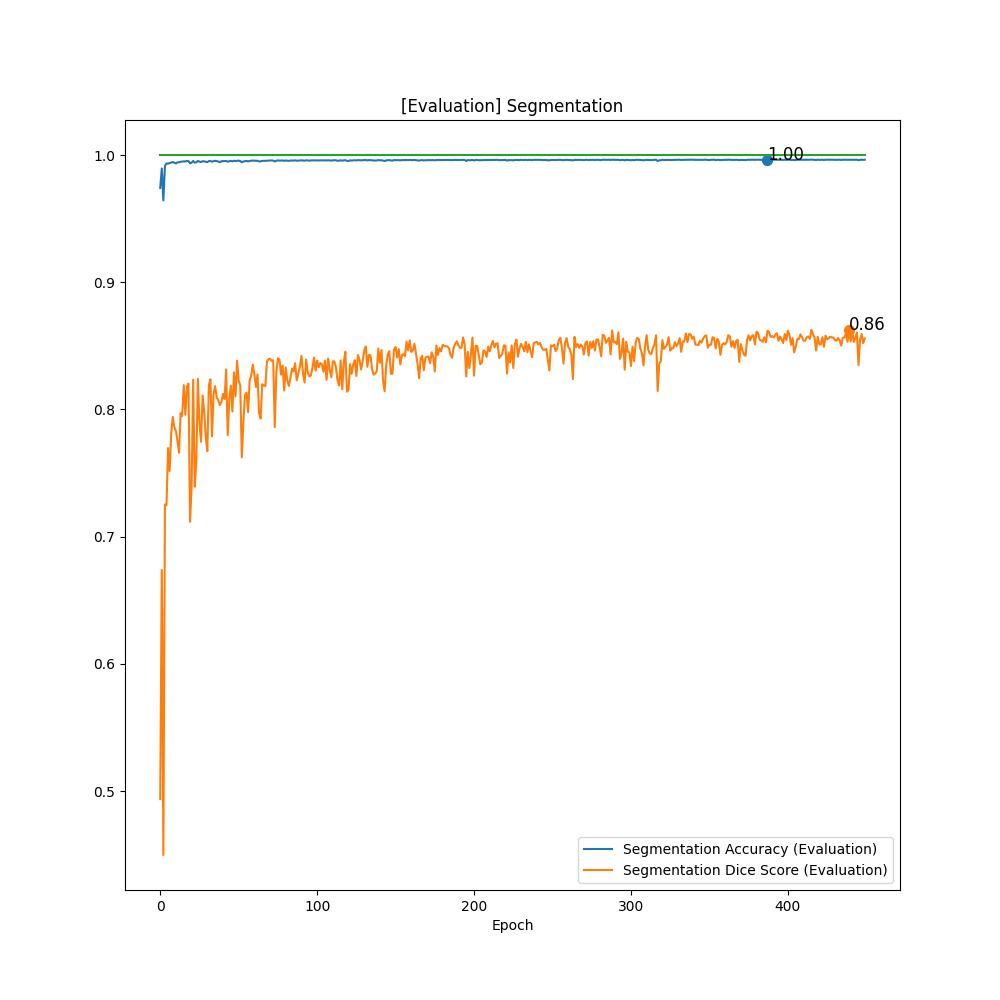 [Evaluation] Segmentation
1.0
1.00
0.9
0.86
0.8
0.7
0.6
0.5
Segmentation Accuracy (Evaluation)
Segmentation Dice Score (Evaluation)
0 100 200 300 400
Epoch